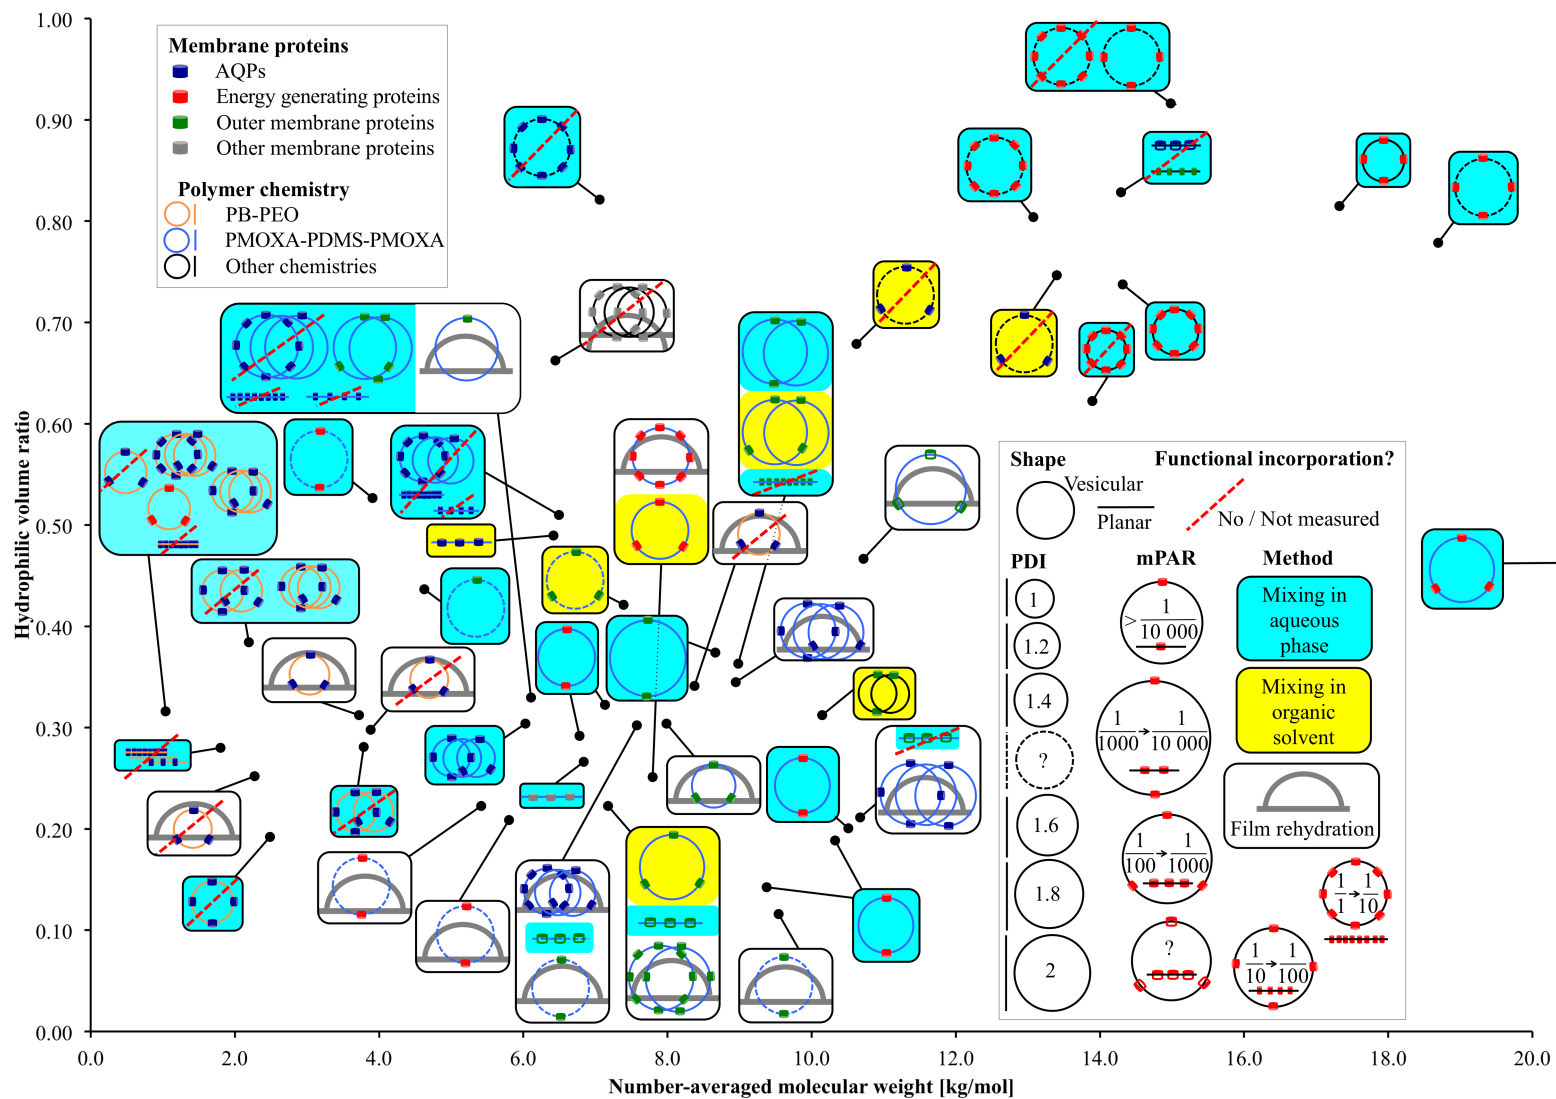 1.00
0.90
0.80
0.70
0.60
0.50
0.40
0.30
0.20
0.10
0.00
Hydrophilic volume ratio
0.0
2.0
4.0
6.0
8.0
10.0
12.0
14.0
16.0
18.0
20.0
Number-averaged molecular weight [kg/mol]
Membrane proteins
AQPs
Energy generating proteins
Outer membrane proteins
Other membrane proteins
Polymer chemistry
PB-PEO
PMOXA-PDMS-PMOXA
Other chemistries
Shape
Vesicular
Planar
Functional incorporation?
No / Not measured
PDI
1
1.2
1.4
?
1.6
1.8
2
mPAR
> 1/10 000
1/1000 → 1/10 000
1/100 → 1/1000
?
1/10 → 1/100
1/1 → 1/10
Method
Mixing in
aqueous
phase
Mixing in
organic
solvent
Film rehydration